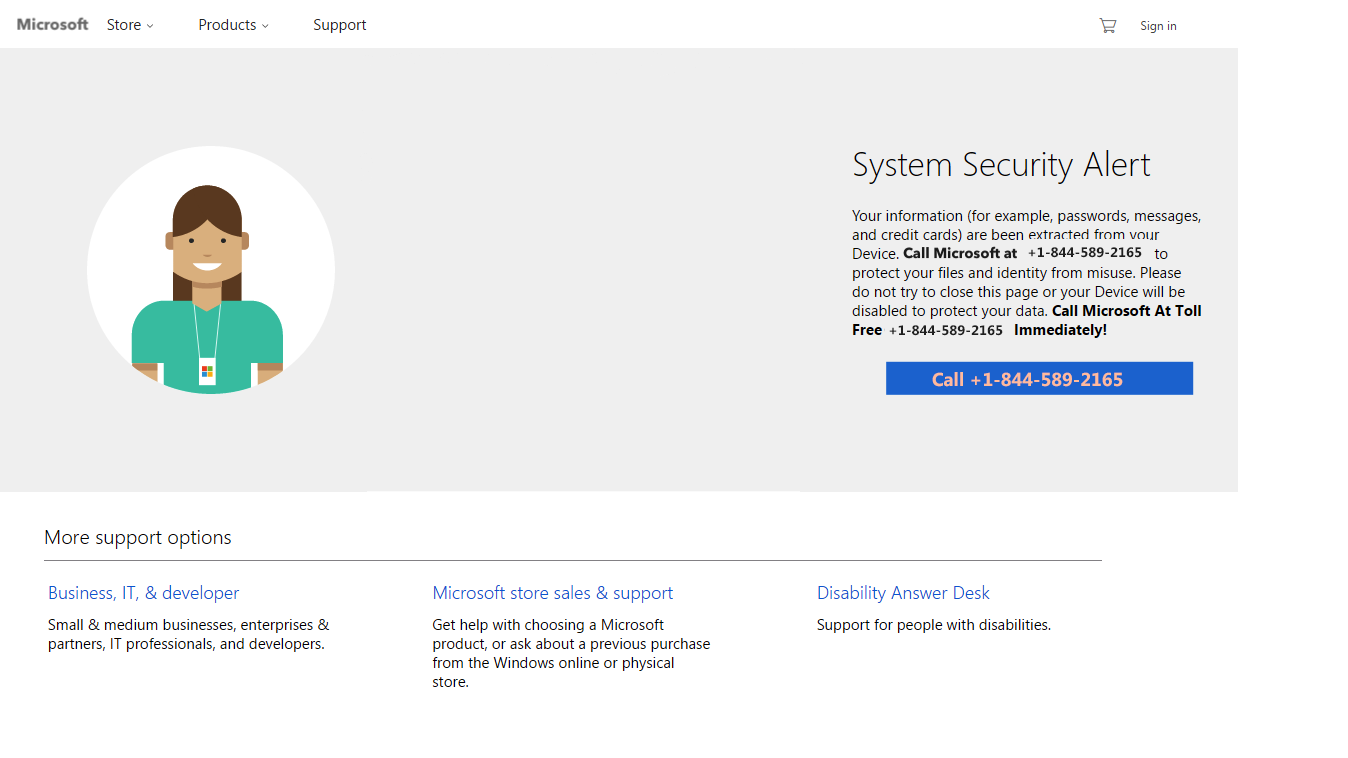 Microsoft Store Products Support Sign in
System Security Alert
Your information (for example, passwords, messages,
and credit cards) are been extracted from your
Device. Call Microsoft at +1-844-589-2165 to
protect your files and identity from misuse. Please
do not try to close this page or your Device will be
disabled to protect your data. Call Microsoft At Toll
Free +1-844-589-2165 Immediately!
Call +1-844-589-2165
More support options
Business, IT, & developer
Small & medium businesses, enterprises &
partners, IT professionals, and developers.
Microsoft store sales & support
Get help with choosing a Microsoft
product, or ask about a previous purchase
from the Windows online or physical
store.
Disability Answer Desk
Support for people with disabilities.